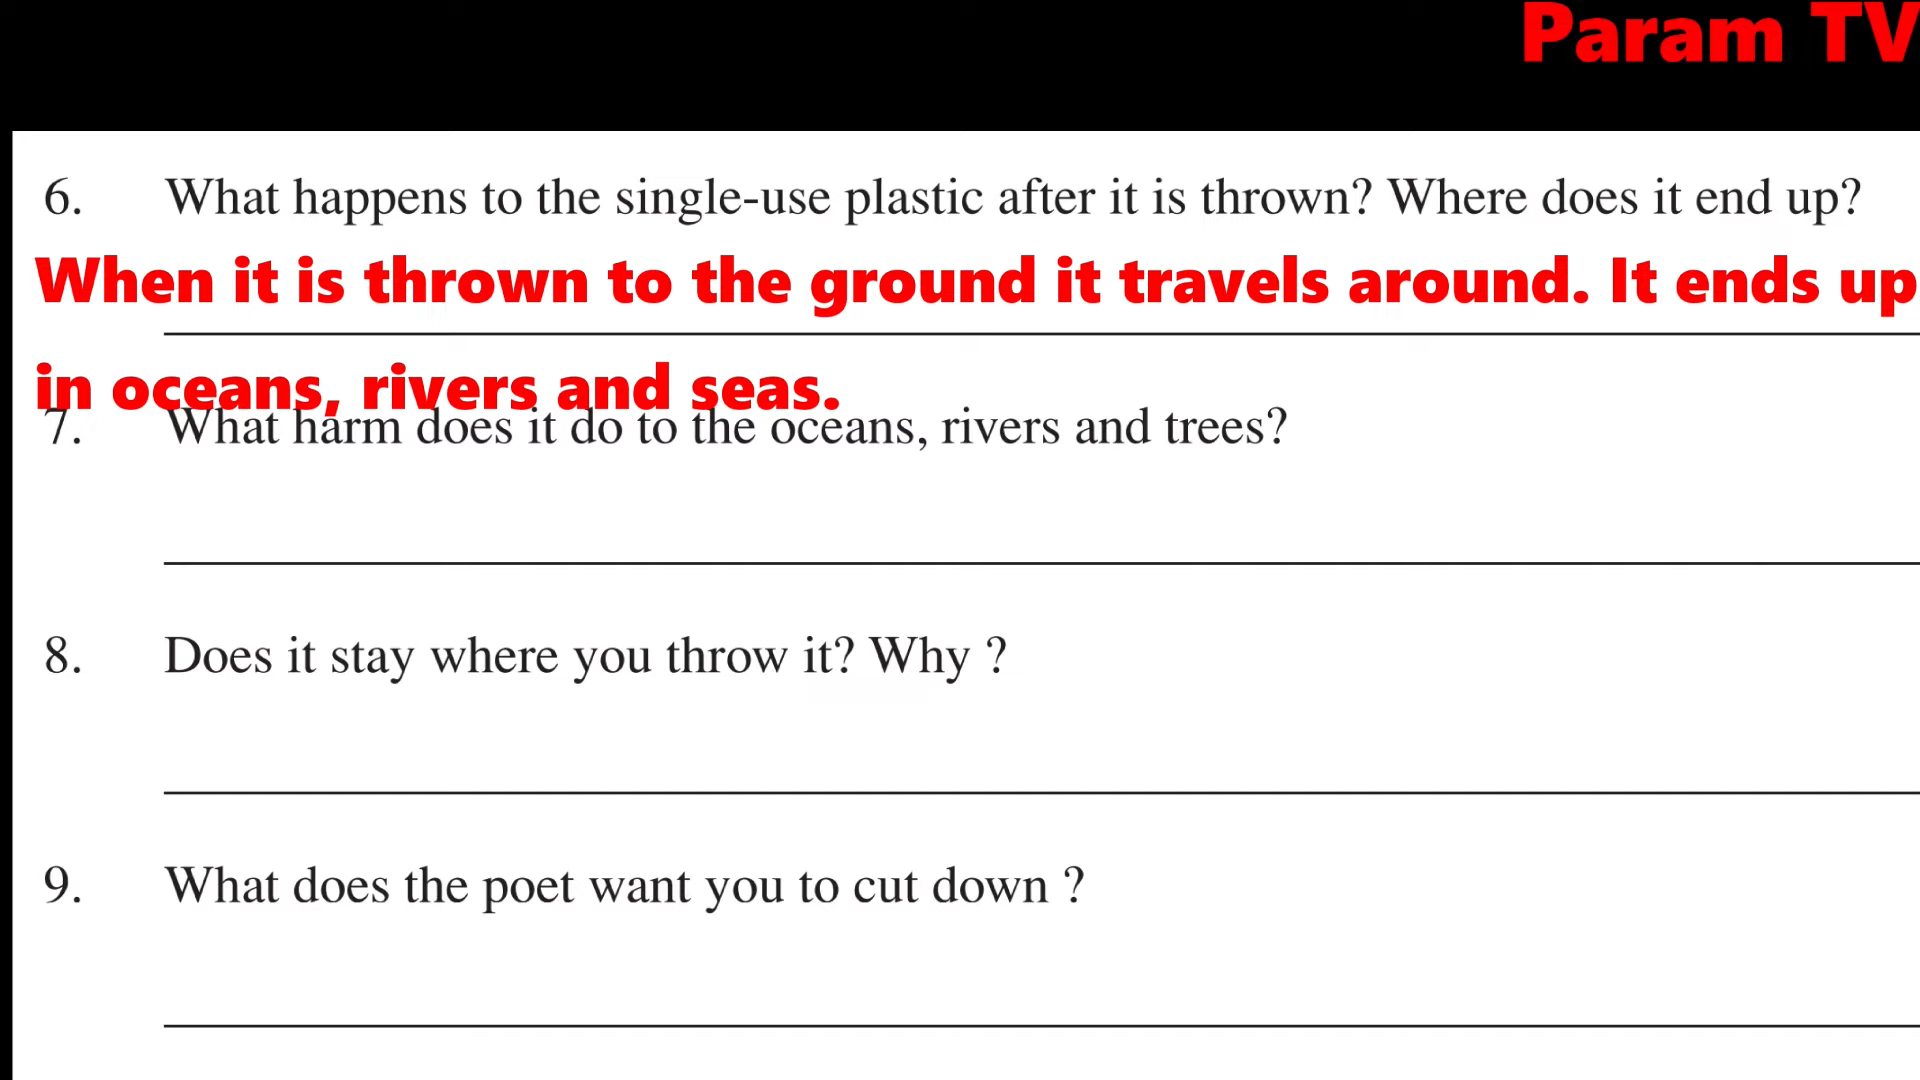 Param TV
6. What happens to the single-use plastic after it is thrown? Where does it end up?
When it is thrown to the ground it travels around. It ends up
in oceans, rivers and seas.
7. What harm does it do to the oceans, rivers and trees?
8. Does it stay where you throw it? Why ?
9. What does the poet want you to cut down ?